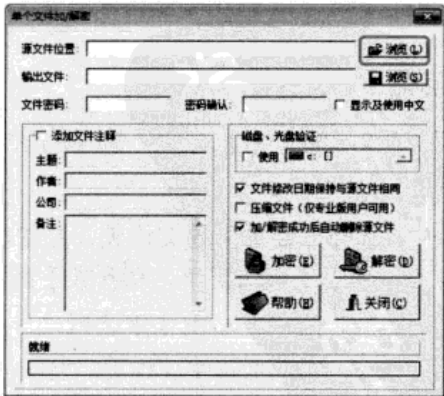 单个文件加/解密
源文件位置: 浏览(L)
输出文件: 浏览(S)
文件密码: 密码确认: 显示及使用中文
添加文件注释
主题:
作者:
公司:
备注:
磁盘、光盘验证
使用 c: []
文件修改日期保持与源文件相同
压缩文件（仅专业版用户可用）
加/解密成功后自动删除源文件
加密(E) 解密(D)
帮助(H) 关闭(C)
就绪